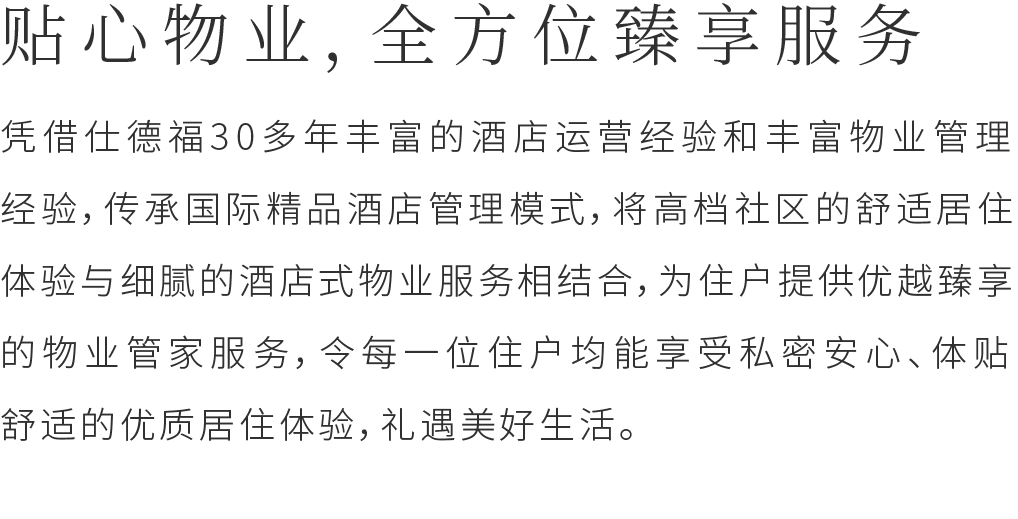 贴心物业，全方位臻享服务
凭借仕德福30多年丰富的酒店运营经验和丰富物业管理
经验，传承国际精品酒店管理模式，将高档社区的舒适居住
体验与细腻的酒店式物业服务相结合，为住户提供优越臻享
的物业管家服务，令每一位住户均能享受私密安心、体贴
舒适的优质居住体验，礼遇美好生活。